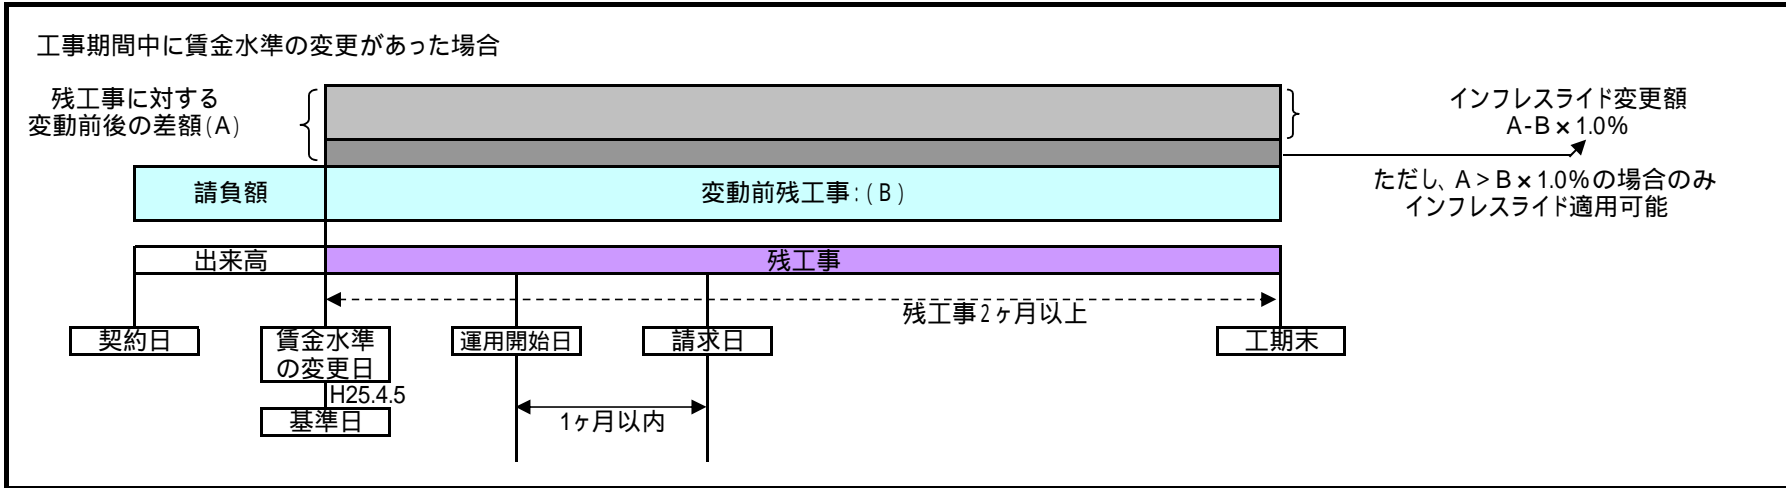 工事期間中に賃金水準の変更があった場合
残工事に対する
変動前後の差額(A)
インフレスライド変更額
A-B×1.0%
請負額
変動前残工事:(B)
ただし、A>B×1.0%の場合のみ
インフレスライド適用可能
出来高
残工事
残工事2ヶ月以上
契約日
賃金水準
の変更日
運用開始日
請求日
工期末
H25.4.5
基準日
1ヶ月以内